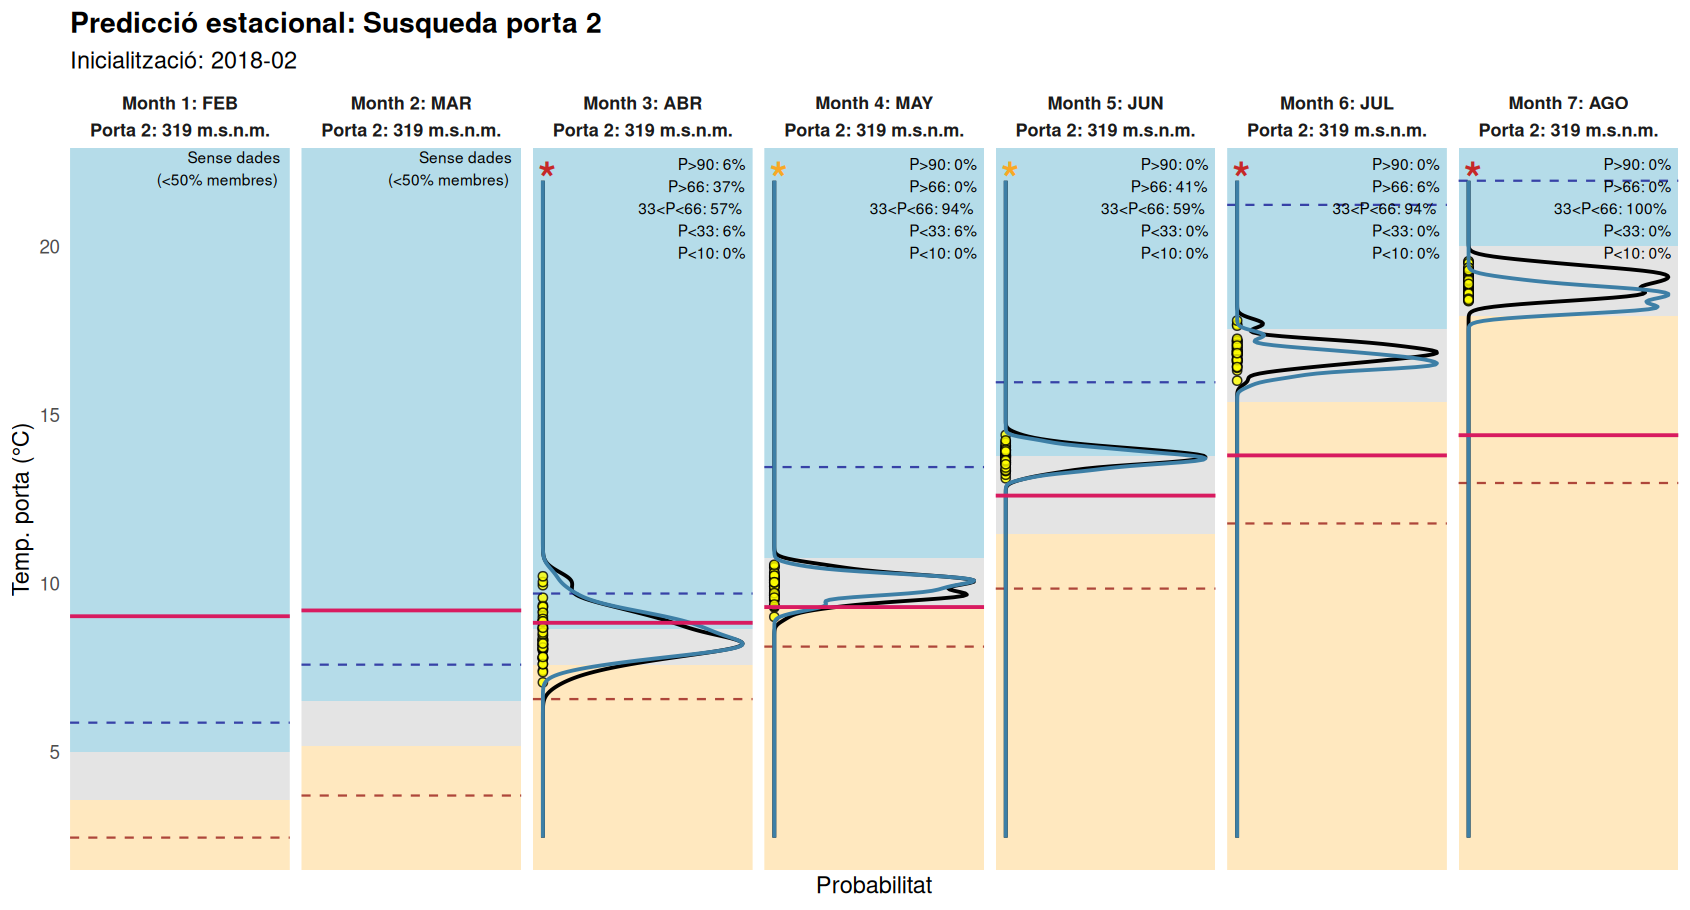 Predicció estacional: Susqueda porta 2
Inicialització: 2018-02
Month 1: FEB
Porta 2: 319 m.s.n.m.
Month 2: MAR
Porta 2: 319 m.s.n.m.
Month 3: ABR
Porta 2: 319 m.s.n.m.
Month 4: MAY
Porta 2: 319 m.s.n.m.
Month 5: JUN
Porta 2: 319 m.s.n.m.
Month 6: JUL
Porta 2: 319 m.s.n.m.
Month 7: AGO
Porta 2: 319 m.s.n.m.
Sense dades
(<50% membres)
Sense dades
(<50% membres)
*
P>90: 6%
P>66: 37%
33<P<66: 57%
P<33: 6%
P<10: 0%
*
P>90: 0%
P>66: 0%
33<P<66: 94%
P<33: 6%
P<10: 0%
*
P>90: 0%
P>66: 41%
33<P<66: 59%
P<33: 0%
P<10: 0%
*
P>90: 0%
P>66: 6%
33<P<66: 94%
P<33: 0%
P<10: 0%
*
P>90: 0%
P>66: 0%
33<P<66: 100%
P<33: 0%
P<10: 0%
20
15
10
5
Temp. porta (°C)
Probabilitat